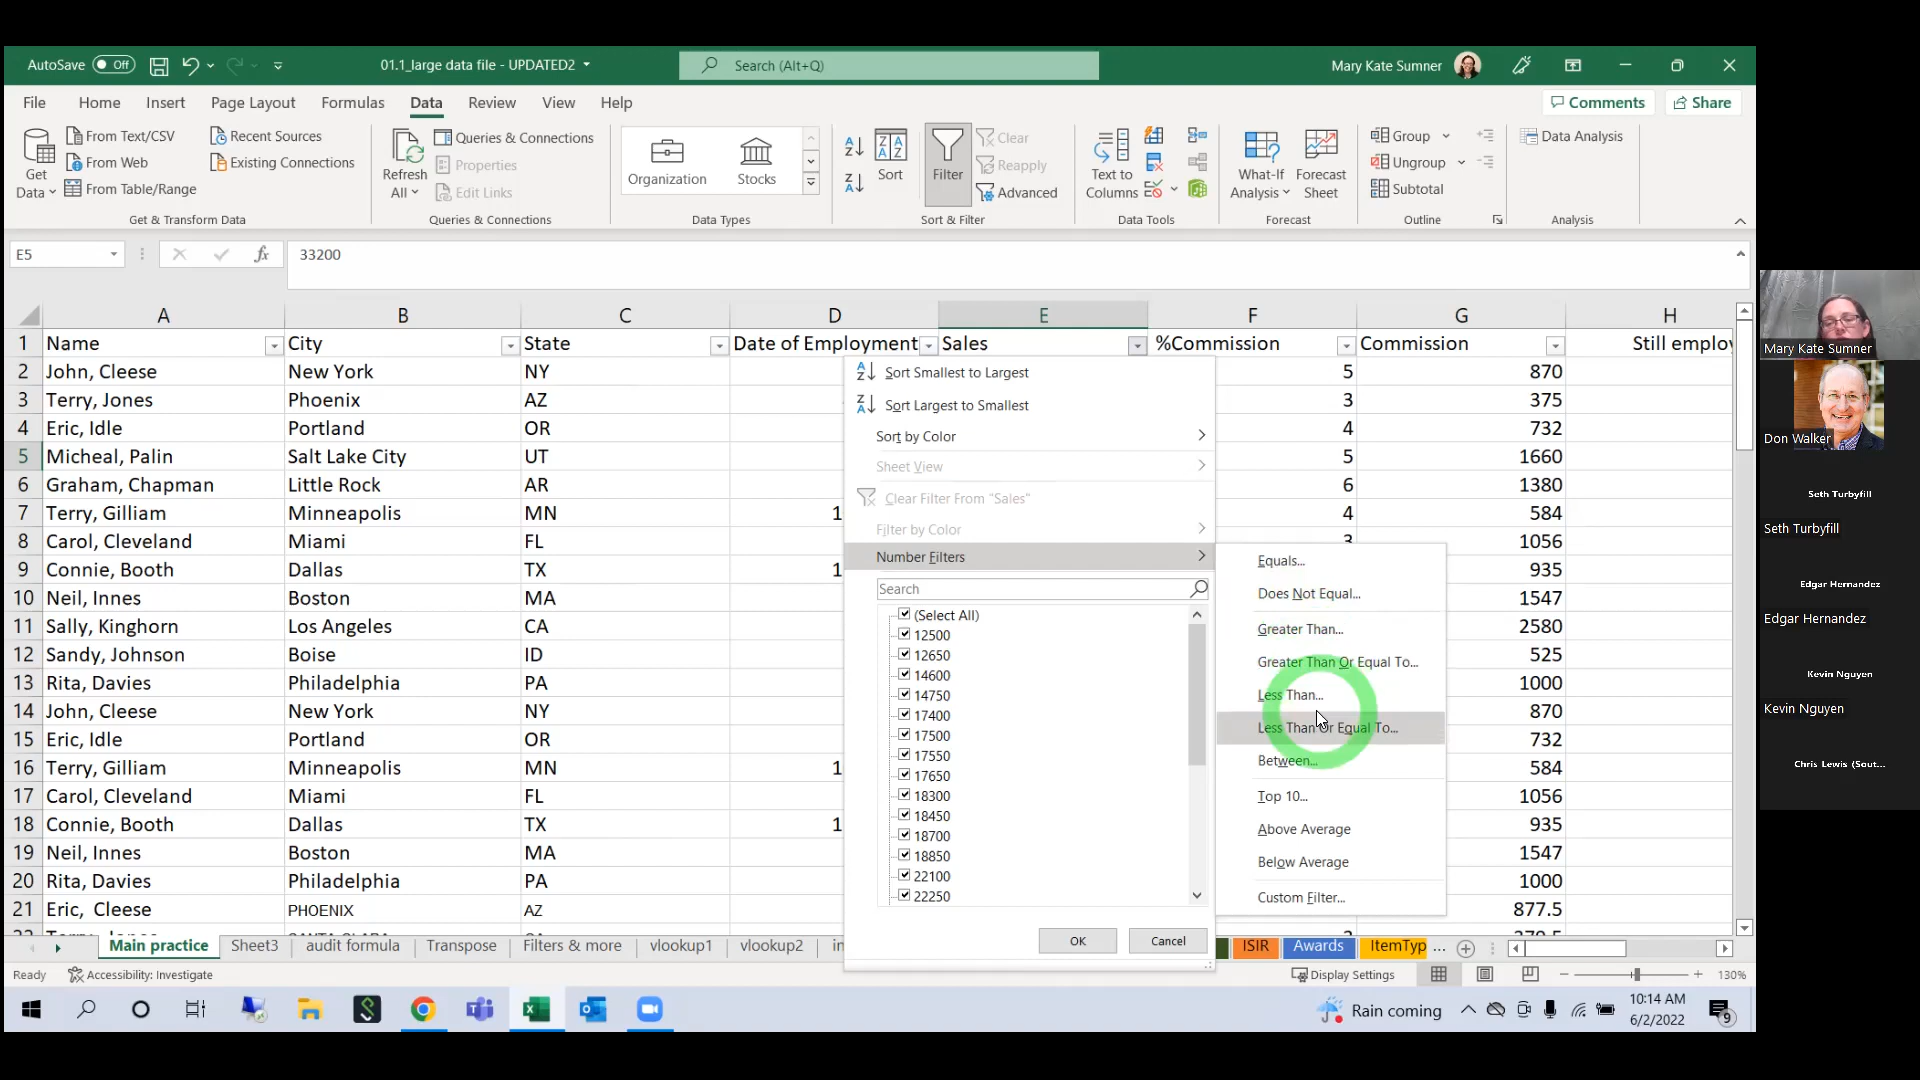 AutoSave Off 01.1_large data file - UPDATED2 Search (Alt+Q) Mary Kate Sumner
File Home Insert Page Layout Formulas Data Review View Help Comments Share
From Text/CSV Recent Sources Queries & Connections Clear Group Data Analysis
From Web Existing Connections Properties Reapply Ungroup
From Table/Range Edit Links Advanced Subtotal
Get Data Refresh All Organization Stocks Sort Filter Text to Columns What-If Analysis Forecast Sheet
Get & Transform Data Queries & Connections Data Types Sort & Filter Data Tools Forecast Outline Analysis
E5 fx 33200
A B C D E F G H
1 Name City State Date of Employment Sales %Commission Commission Still employ
2 John, Cleese New York NY 5 870
3 Terry, Jones Phoenix AZ 3 375
4 Eric, Idle Portland OR 4 732
5 Micheal, Palin Salt Lake City UT 5 1660
6 Graham, Chapman Little Rock AR 6 1380
7 Terry, Gilliam Minneapolis MN 1 4 584
8 Carol, Cleveland Miami FL 3 1056
9 Connie, Booth Dallas TX 1 935
10 Neil, Innes Boston MA 1547
11 Sally, Kinghorn Los Angeles CA 2580
12 Sandy, Johnson Boise ID 525
13 Rita, Davies Philadelphia PA 1000
14 John, Cleese New York NY 870
15 Eric, Idle Portland OR 732
16 Terry, Gilliam Minneapolis MN 1 584
17 Carol, Cleveland Miami FL 1056
18 Connie, Booth Dallas TX 1 935
19 Neil, Innes Boston MA 1547
20 Rita, Davies Philadelphia PA 1000
21 Eric, Cleese PHOENIX AZ 877.5
Sort Smallest to Largest
Sort Largest to Smallest
Sort by Color
Sheet View
Clear Filter From "Sales"
Filter by Color
Number Filters
Search
(Select All)
12500
12650
14600
14750
17400
17500
17550
17650
18300
18450
18700
18850
22100
22250
OK Cancel
Equals...
Does Not Equal...
Greater Than...
Greater Than Or Equal To...
Less Than...
Less Than Or Equal To...
Between...
Top 10...
Above Average
Below Average
Custom Filter...
Main practice Sheet3 audit formula Transpose Filters & more vlookup1 vlookup2 ISIR Awards ItemTyp ...
Ready Accessibility: Investigate Display Settings 130%
Rain coming 10:14 AM
6/2/2022 9
Mary Kate Sumner
Don Walker
Seth Turbyfill
Seth Turbyfill
Edgar Hernandez
Edgar Hernandez
Kevin Nguyen
Kevin Nguyen
Chris Lewis (Sout...